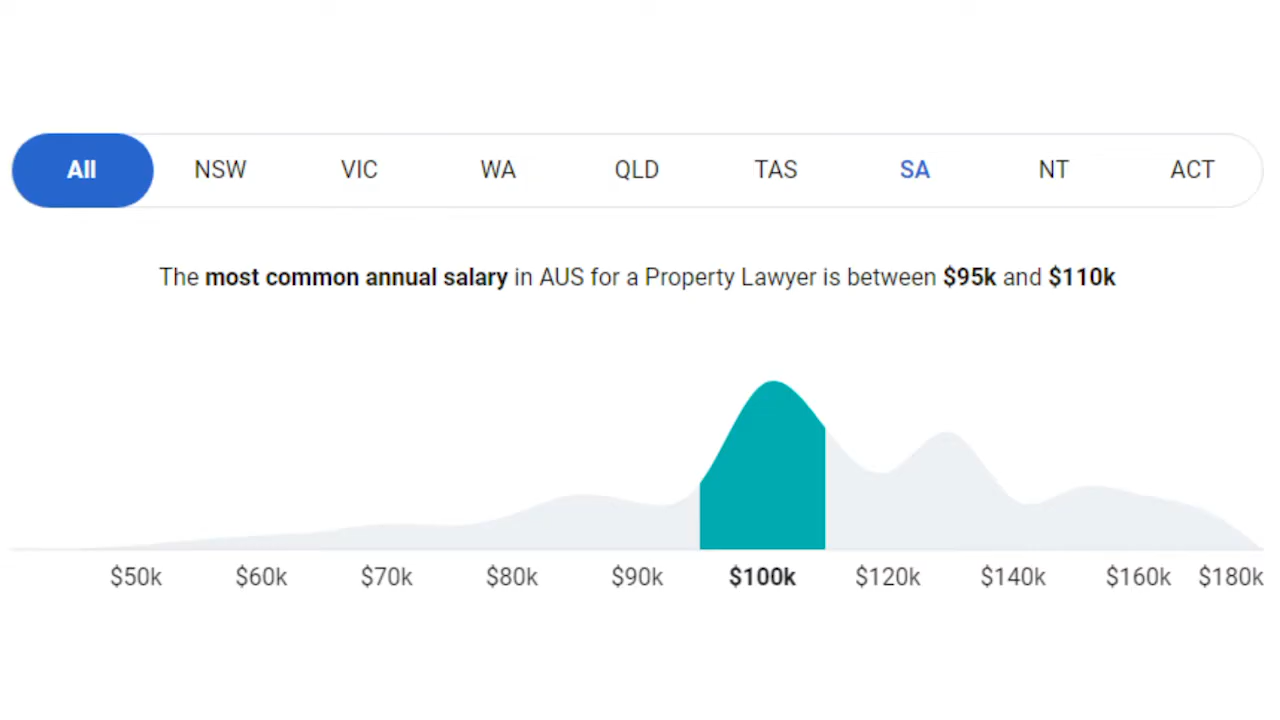 All NSW VIC WA QLD TAS SA NT ACT
The most common annual salary in AUS for a Property Lawyer is between $95k and $110k
$50k $60k $70k $80k $90k $100k $120k $140k $160k $180k